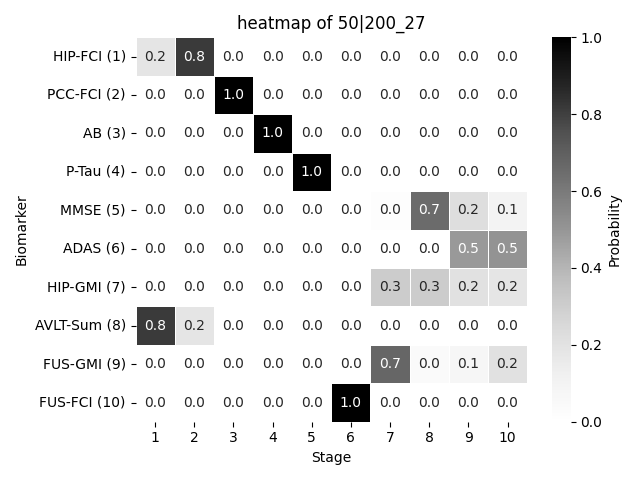 heatmap of 50|200_27
HIP-FCI (1) 0.2 0.8 0.0 0.0 0.0 0.0 0.0 0.0 0.0 0.0
PCC-FCI (2) 0.0 0.0 1.0 0.0 0.0 0.0 0.0 0.0 0.0 0.0
AB (3) 0.0 0.0 0.0 1.0 0.0 0.0 0.0 0.0 0.0 0.0
P-Tau (4) 0.0 0.0 0.0 0.0 1.0 0.0 0.0 0.0 0.0 0.0
MMSE (5) 0.0 0.0 0.0 0.0 0.0 0.0 0.0 0.7 0.2 0.1
ADAS (6) 0.0 0.0 0.0 0.0 0.0 0.0 0.0 0.0 0.5 0.5
HIP-GMI (7) 0.0 0.0 0.0 0.0 0.0 0.0 0.3 0.3 0.2 0.2
AVLT-Sum (8) 0.8 0.2 0.0 0.0 0.0 0.0 0.0 0.0 0.0 0.0
FUS-GMI (9) 0.0 0.0 0.0 0.0 0.0 0.0 0.7 0.0 0.1 0.2
FUS-FCI (10) 0.0 0.0 0.0 0.0 0.0 1.0 0.0 0.0 0.0 0.0
1 2 3 4 5 6 7 8 9 10
Stage
Biomarker
1.0
0.8
0.6
0.4
0.2
0.0
Probability